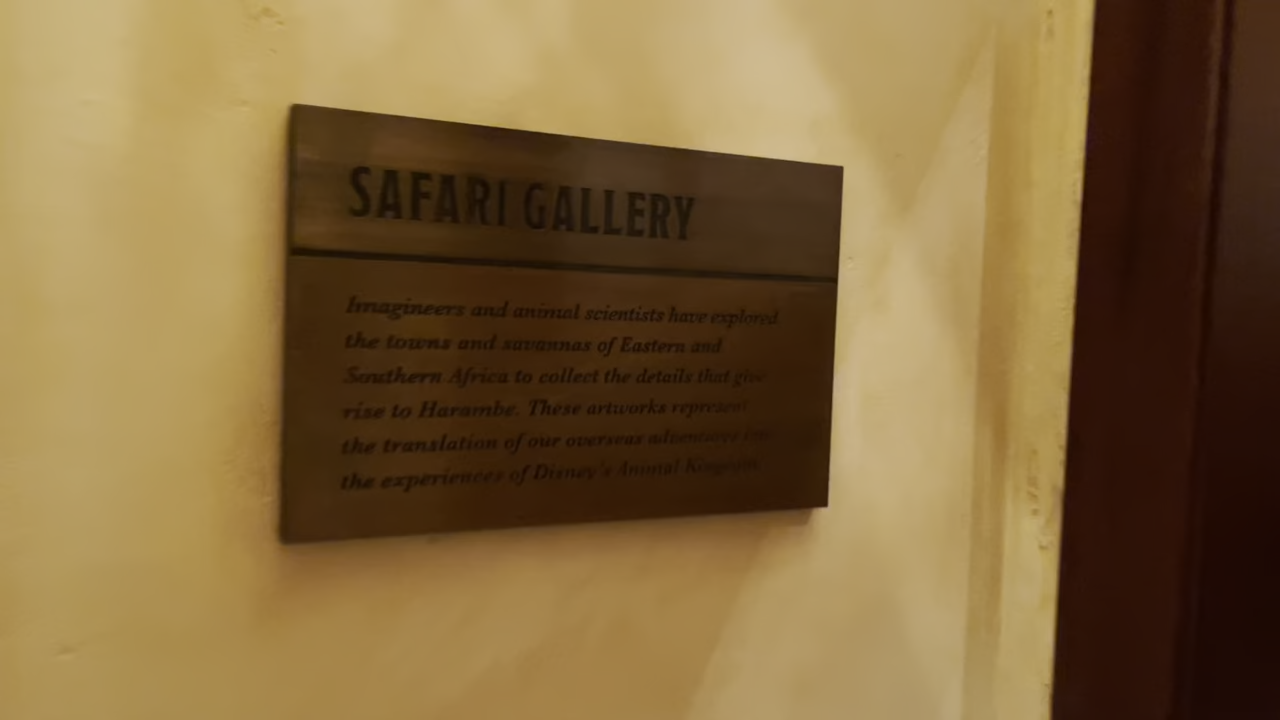 SAFARI GALLERY
Imagineers and animal scientists have explored
the towns and savannas of Eastern and
Southern Africa to collect the details that give
rise to Harambe. These artworks represent
the translation of our overseas adventures into
the experiences of Disney's Animal Kingdom.